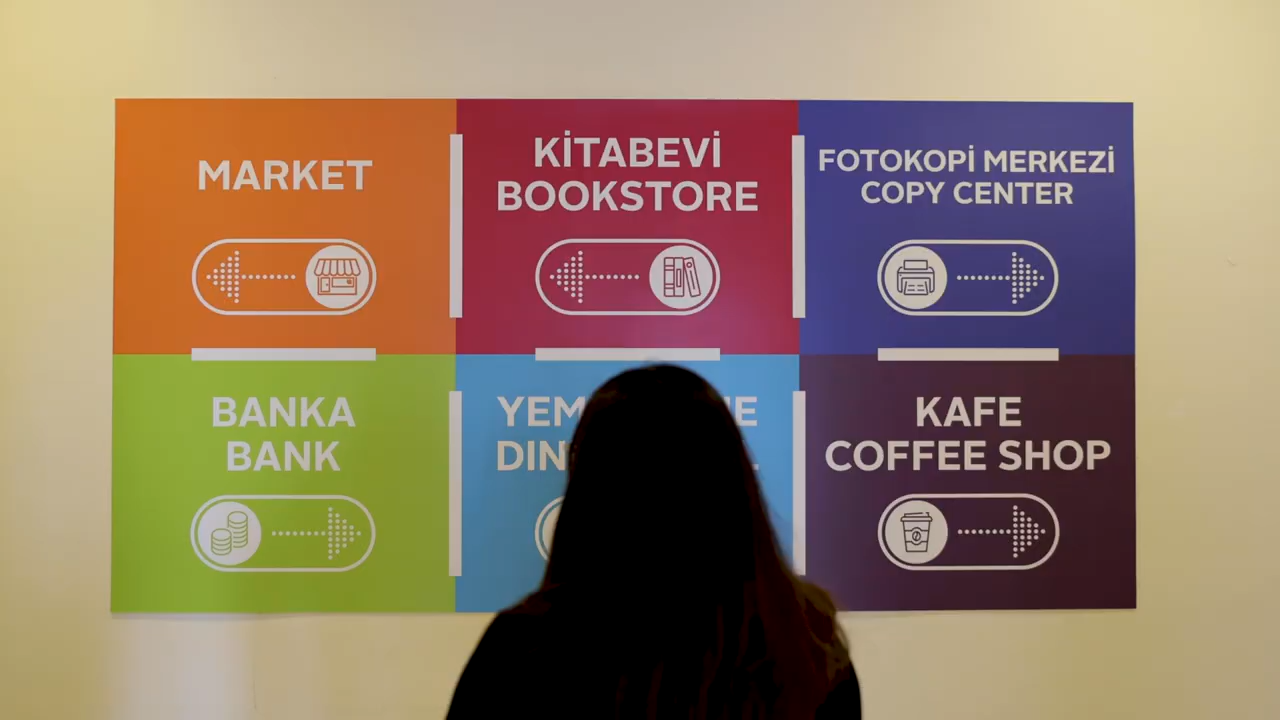 MARKET
KİTABEVİ
BOOKSTORE
FOTOKOPİ MERKEZİ
COPY CENTER
BANKA
BANK
KAFE
COFFEE SHOP